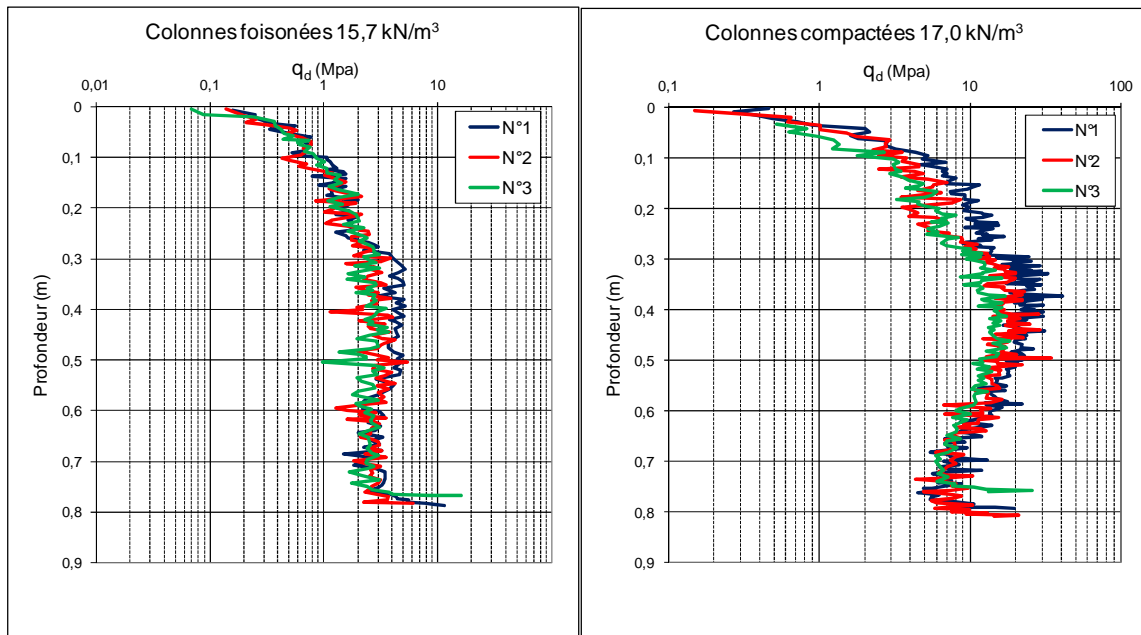 Colonnes foisonées 15,7 kN/m³
qd (Mpa)
0,01 0,1 1 10
0
0,1
0,2
0,3
0,4
0,5
0,6
0,7
0,8
0,9
Profondeur (m)
N°1
N°2
N°3
Colonnes compactées 17,0 kN/m³
qd (Mpa)
0,1 1 10 100
0
0,1
0,2
0,3
0,4
0,5
0,6
0,7
0,8
0,9
Profondeur (m)
N°1
N°2
N°3